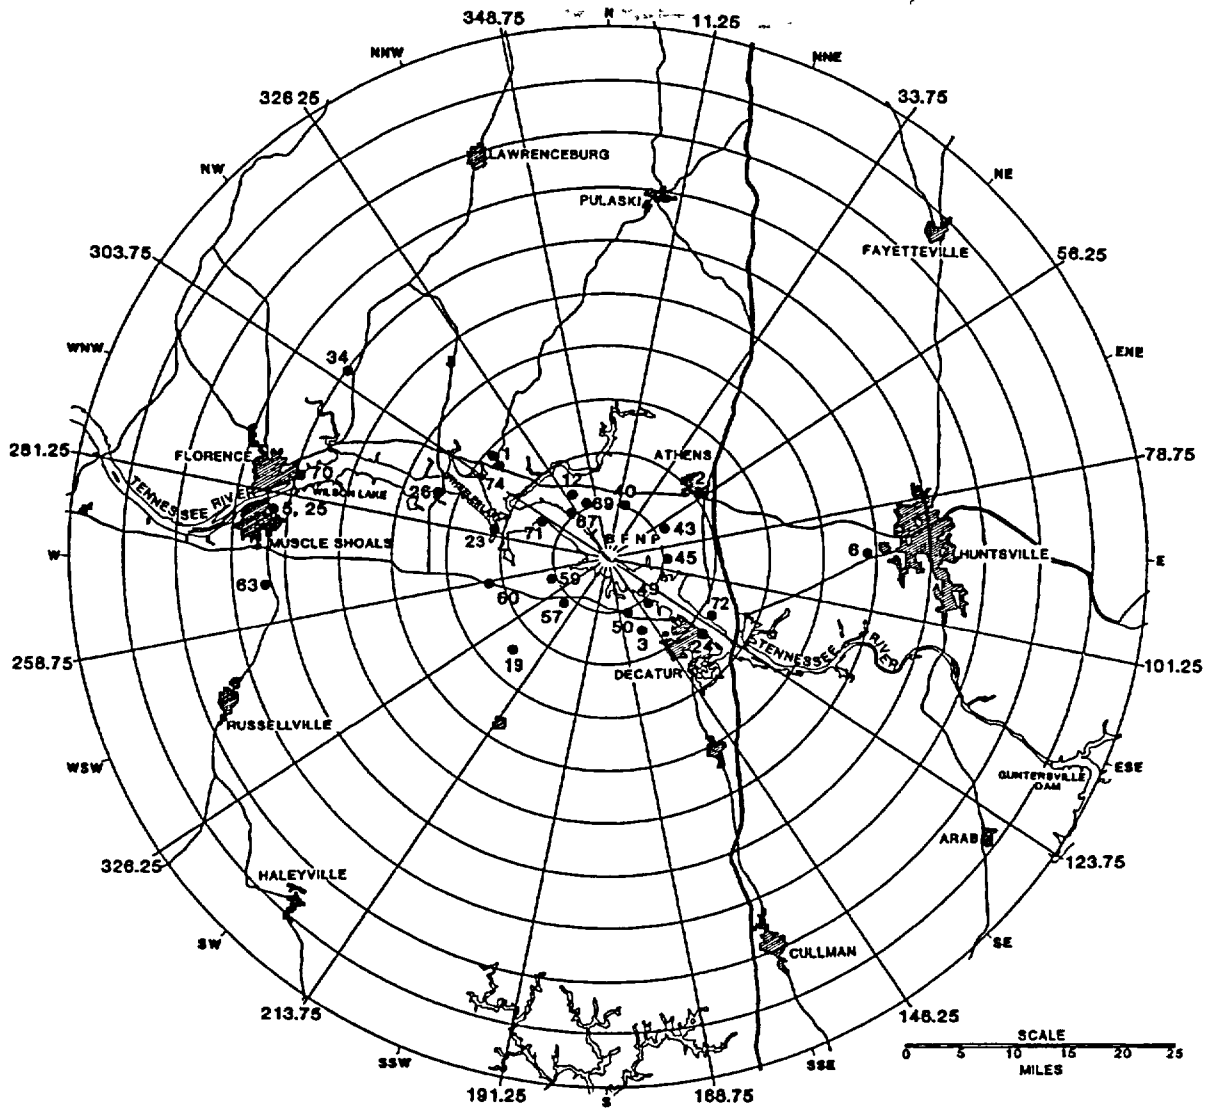 348.75
N
11.25
NNW
NNE
326 25
33.75
LAWRENCEBURG
NW
NE
PULASKI
FAYETTEVILLE
303.75
56.25
WNW
ENE
34
281.25
FLORENCE
1
ATHENS
78.75
70
74
2
TENNESSEE RIVER
WILSON LAKE
26
12
69
40
5, 25
67
43
MUSCLE SHOALS
23
71
B F N P
W
45
6
HUNTSVILLE
E
63
59
60
49
57
72
50
3
24
TENNESSEE RIVER
258.75
19
DECATUR
101.25
RUSSELLVILLE
WSW
ESE
GUNTERSVILLE
DAM
ARAB
326.25
123.75
HALEYVILLE
SW
SE
CULLMAN
213.75
146.25
SSW
SSE
SCALE
0 5 10 15 20 25
MILES
191.25
S
168.75